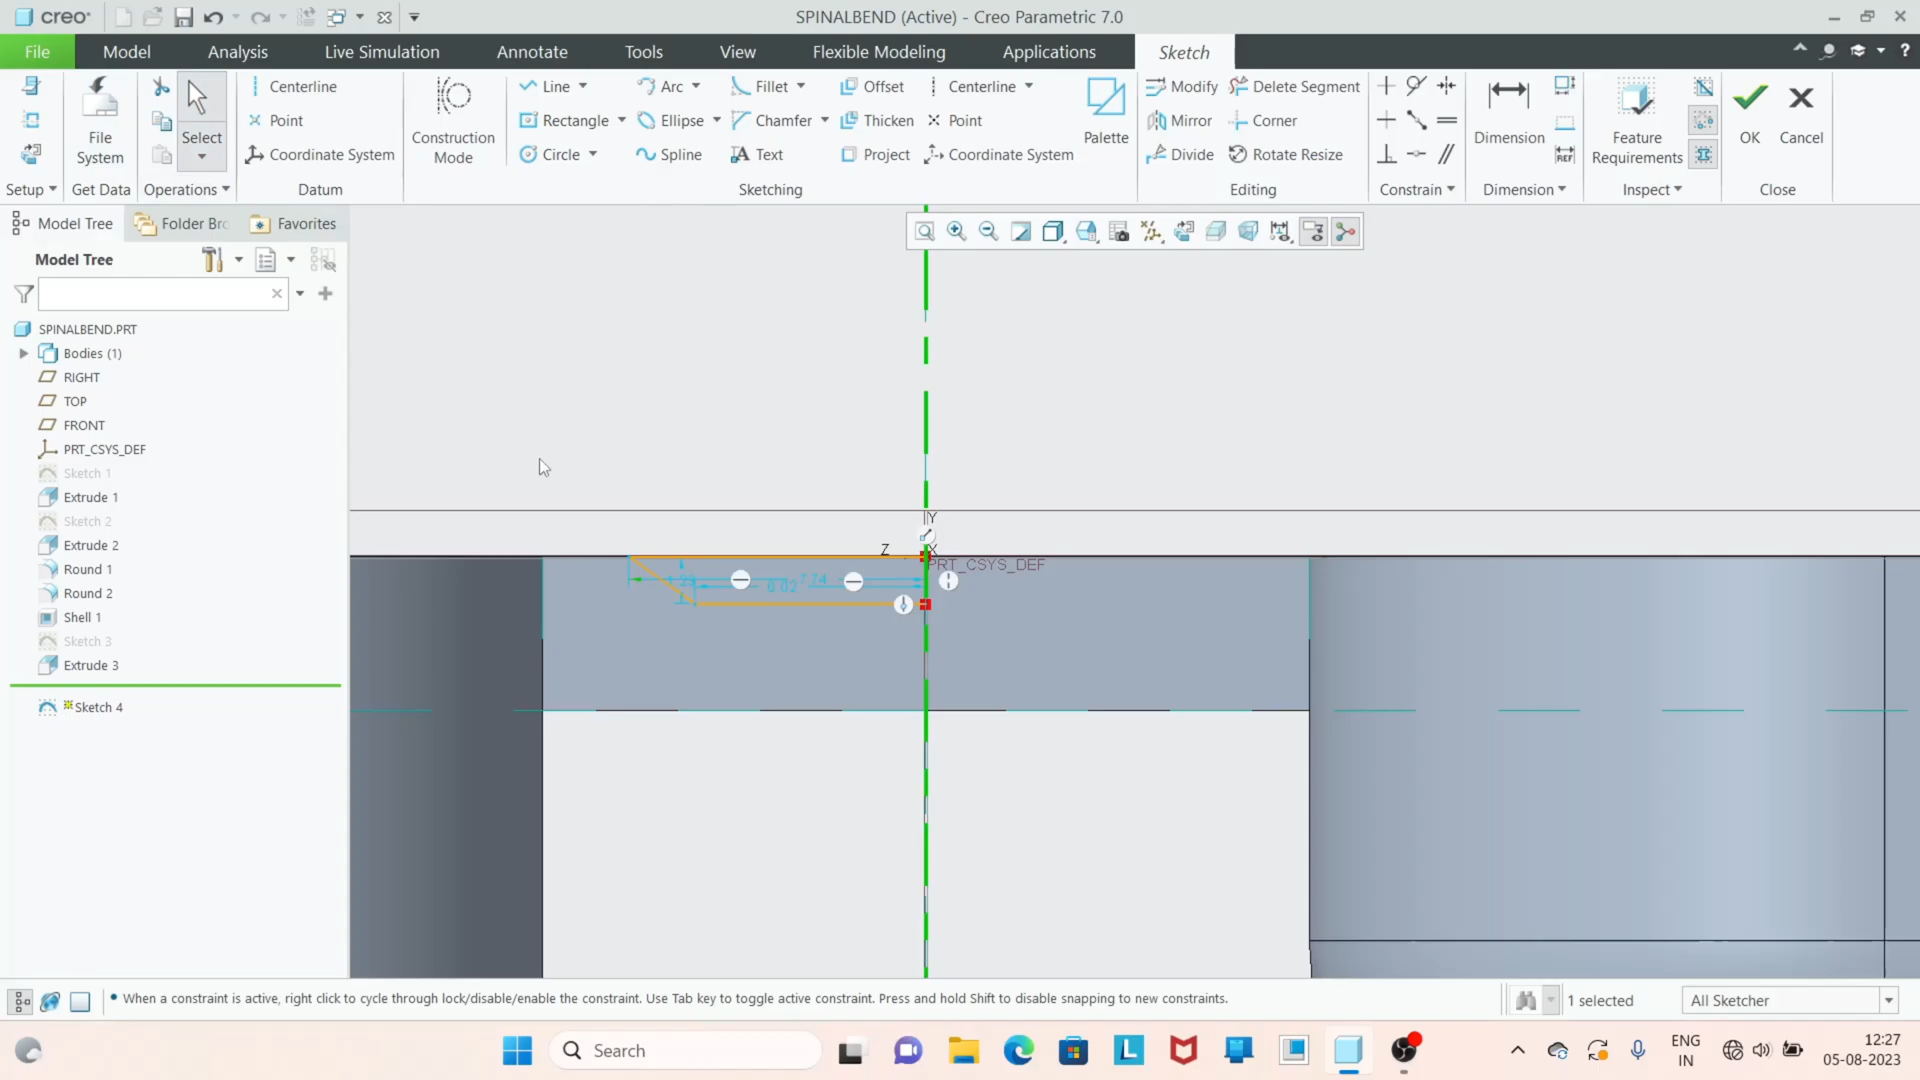 creo
SPINALBEND (Active) - Creo Parametric 7.0
File
Model
Analysis
Live Simulation
Annotate
Tools
View
Flexible Modeling
Applications
Sketch
Setup
File System
Get Data
Select
Operations
Centerline
Point
Coordinate System
Datum
Construction Mode
Line
Arc
Fillet
Offset
Centerline
Rectangle
Ellipse
Chamfer
Thicken
Point
Circle
Spline
Text
Project
Coordinate System
Sketching
Palette
Modify
Delete Segment
Mirror
Corner
Divide
Rotate Resize
Editing
Constrain
Dimension
REF
Dimension
Feature Requirements
Inspect
OK
Cancel
Close
Model Tree
Folder Bro
Favorites
Model Tree
SPINALBEND.PRT
Bodies (1)
RIGHT
TOP
FRONT
PRT_CSYS_DEF
Sketch 1
Extrude 1
Sketch 2
Extrude 2
Round 1
Round 2
Shell 1
Sketch 3
Extrude 3
Sketch 4
Y
Z
X
PRT_CSYS_DEF
6.02
7.74
When a constraint is active, right click to cycle through lock/disable/enable the constraint. Use Tab key to toggle active constraint. Press and hold Shift to disable snapping to new constraints.
1 selected
All Sketcher
Search
L
ENG
IN
12:27
05-08-2023